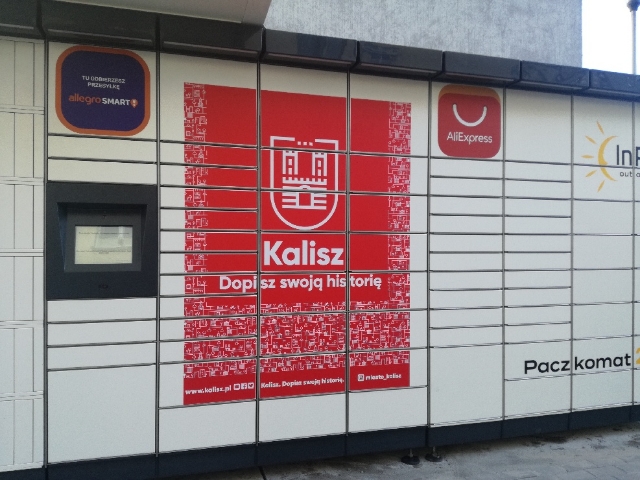 TU ODBIERZESZ
PRZESYŁKĘ
allegro SMART!
AliExpress
InP
Kalisz
Dopisz swoją historię
Paczkomat
www.kalisz.pl
Kalisz. Dopisz swoją historię.
miasto_kalisz